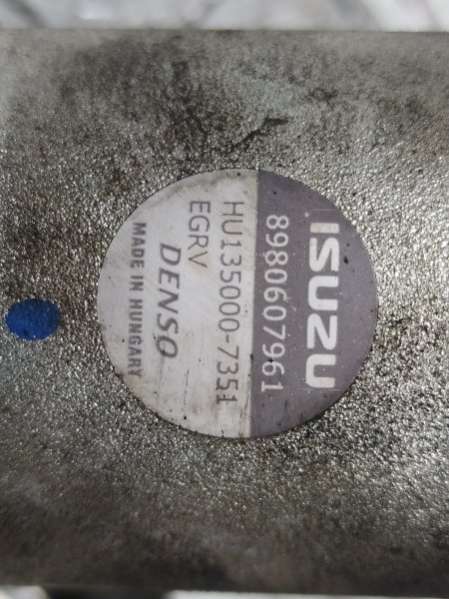 ISUZU
8980607961
HU135000-7351
EGRV
DENSO
MADE IN HUNGARY